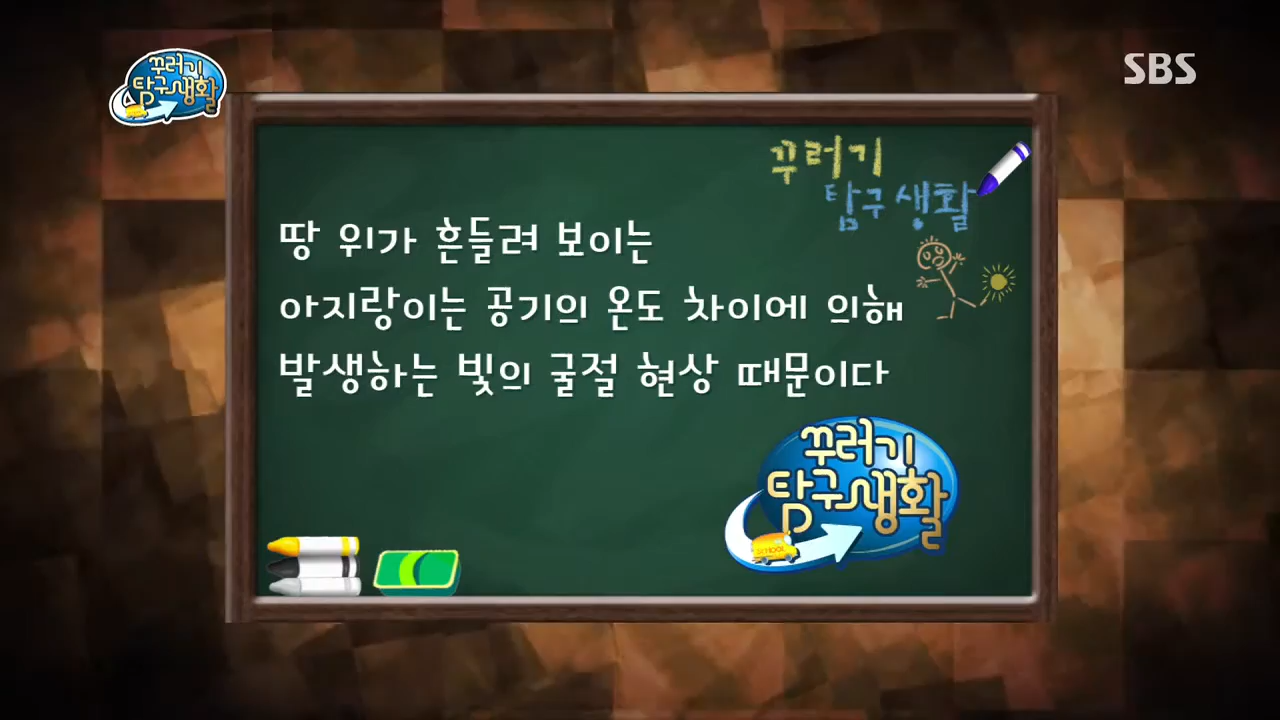 꾸러기
탐구생활
SBS
꾸러기
탐구생활
땅 위가 흔들려 보이는
아지랑이는 공기의 온도 차이에 의해
발생하는 빛의 굴절 현상 때문이다
꾸러기
탐구생활
SCHOOL